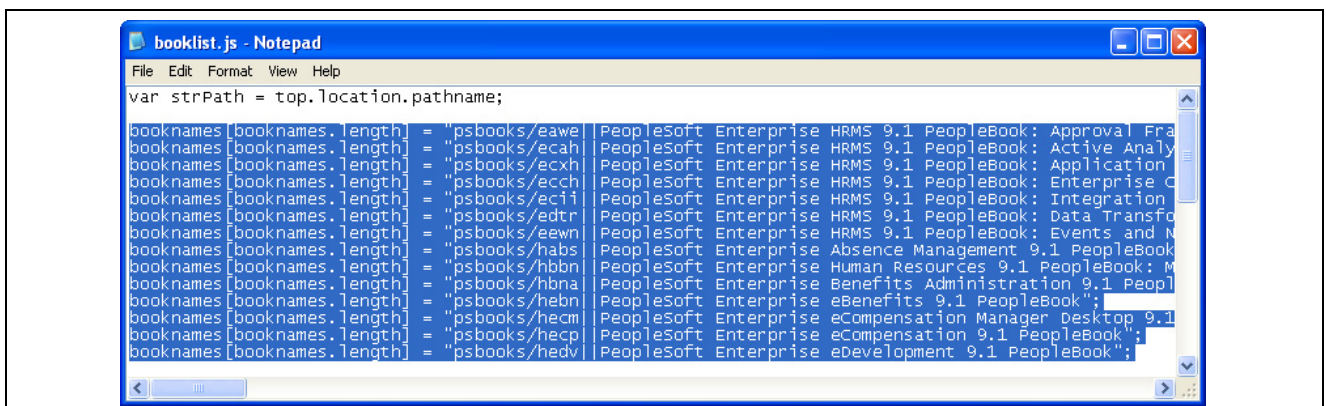 booklist.js - Notepad
File Edit Format View Help
var strPath = top.location.pathname;
booknames[booknames.length] = "psbooks/eawe||PeopleSoft Enterprise HRMS 9.1 PeopleBook: Approval Fra
booknames[booknames.length] = "psbooks/ecah||PeopleSoft Enterprise HRMS 9.1 PeopleBook: Active Analy
booknames[booknames.length] = "psbooks/ecxh||PeopleSoft Enterprise HRMS 9.1 PeopleBook: Application
booknames[booknames.length] = "psbooks/ecch||PeopleSoft Enterprise HRMS 9.1 PeopleBook: Enterprise C
booknames[booknames.length] = "psbooks/ecii||PeopleSoft Enterprise HRMS 9.1 PeopleBook: Integration
booknames[booknames.length] = "psbooks/edtr||PeopleSoft Enterprise HRMS 9.1 PeopleBook: Data Transfo
booknames[booknames.length] = "psbooks/eewn||PeopleSoft Enterprise HRMS 9.1 PeopleBook: Events and N
booknames[booknames.length] = "psbooks/habs||PeopleSoft Enterprise Absence Management 9.1 PeopleBook
booknames[booknames.length] = "psbooks/hbbn||PeopleSoft Enterprise Human Resources 9.1 PeopleBook: M
booknames[booknames.length] = "psbooks/hbna||PeopleSoft Enterprise Benefits Administration 9.1 Peopl
booknames[booknames.length] = "psbooks/hebn||PeopleSoft Enterprise eBenefits 9.1 PeopleBook";
booknames[booknames.length] = "psbooks/hecm||PeopleSoft Enterprise eCompensation Manager Desktop 9.1
booknames[booknames.length] = "psbooks/hecp||PeopleSoft Enterprise eCompensation 9.1 PeopleBook";
booknames[booknames.length] = "psbooks/hedv||PeopleSoft Enterprise eDevelopment 9.1 PeopleBook";